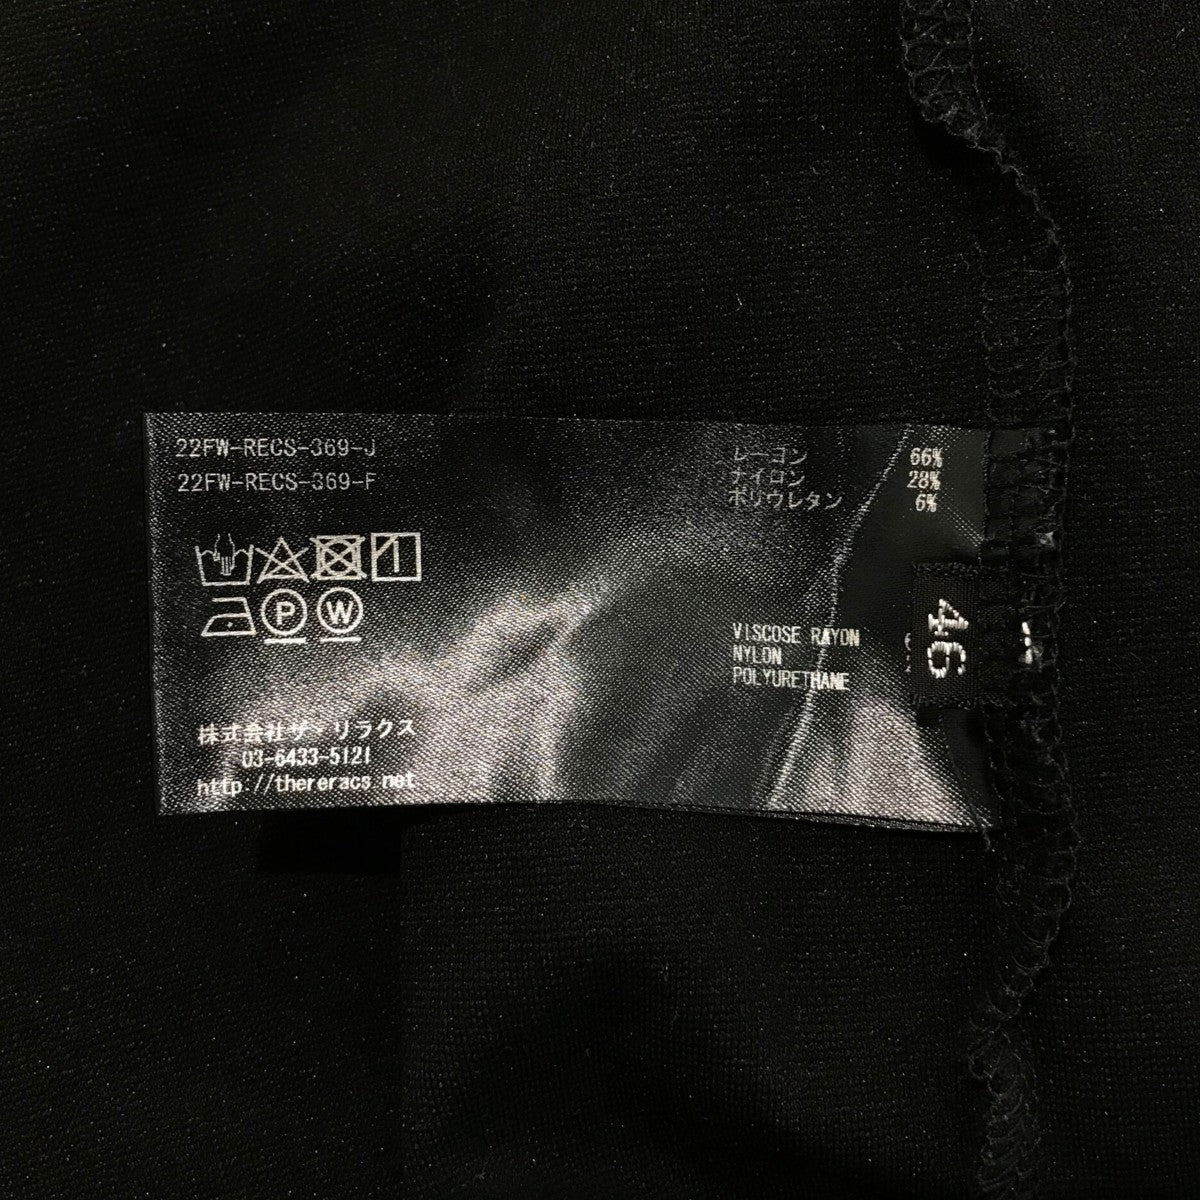 22FW-RECS-369-J
22FW-RECS-369-F
レーヨン 66%
ナイロン 28%
ポリウレタン 6%
P W
VISCOSE RAYON
NYLON
POLYURETHANE
46
株式会社ザ・リラクス
03-6433-5121
http://thereracs.net